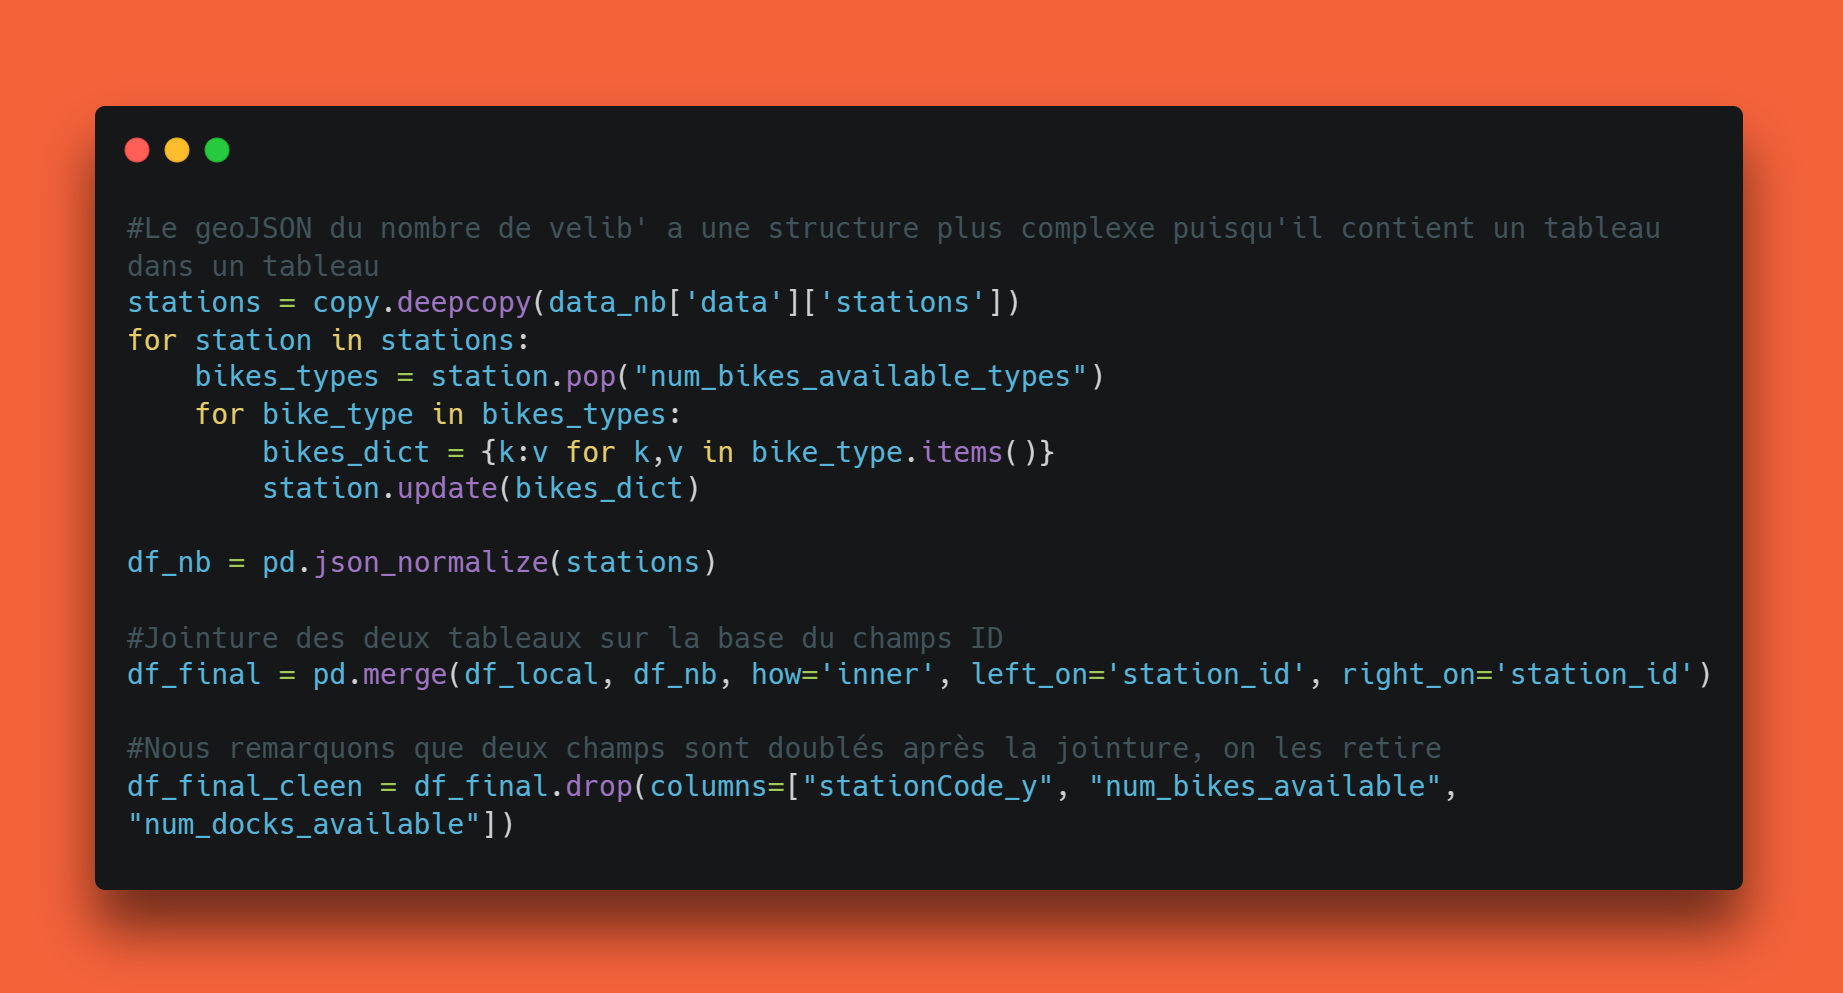 #Le geoJSON du nombre de velib' a une structure plus complexe puisqu'il contient un tableau
dans un tableau
stations = copy.deepcopy(data_nb['data']['stations'])
for station in stations:
    bikes_types = station.pop("num_bikes_available_types")
    for bike_type in bikes_types:
        bikes_dict = {k:v for k,v in bike_type.items()}
        station.update(bikes_dict)

df_nb = pd.json_normalize(stations)

#Jointure des deux tableaux sur la base du champs ID
df_final = pd.merge(df_local, df_nb, how='inner', left_on='station_id', right_on='station_id')

#Nous remarquons que deux champs sont doublés après la jointure, on les retire
df_final_cleen = df_final.drop(columns=["stationCode_y", "num_bikes_available",
"num_docks_available"])